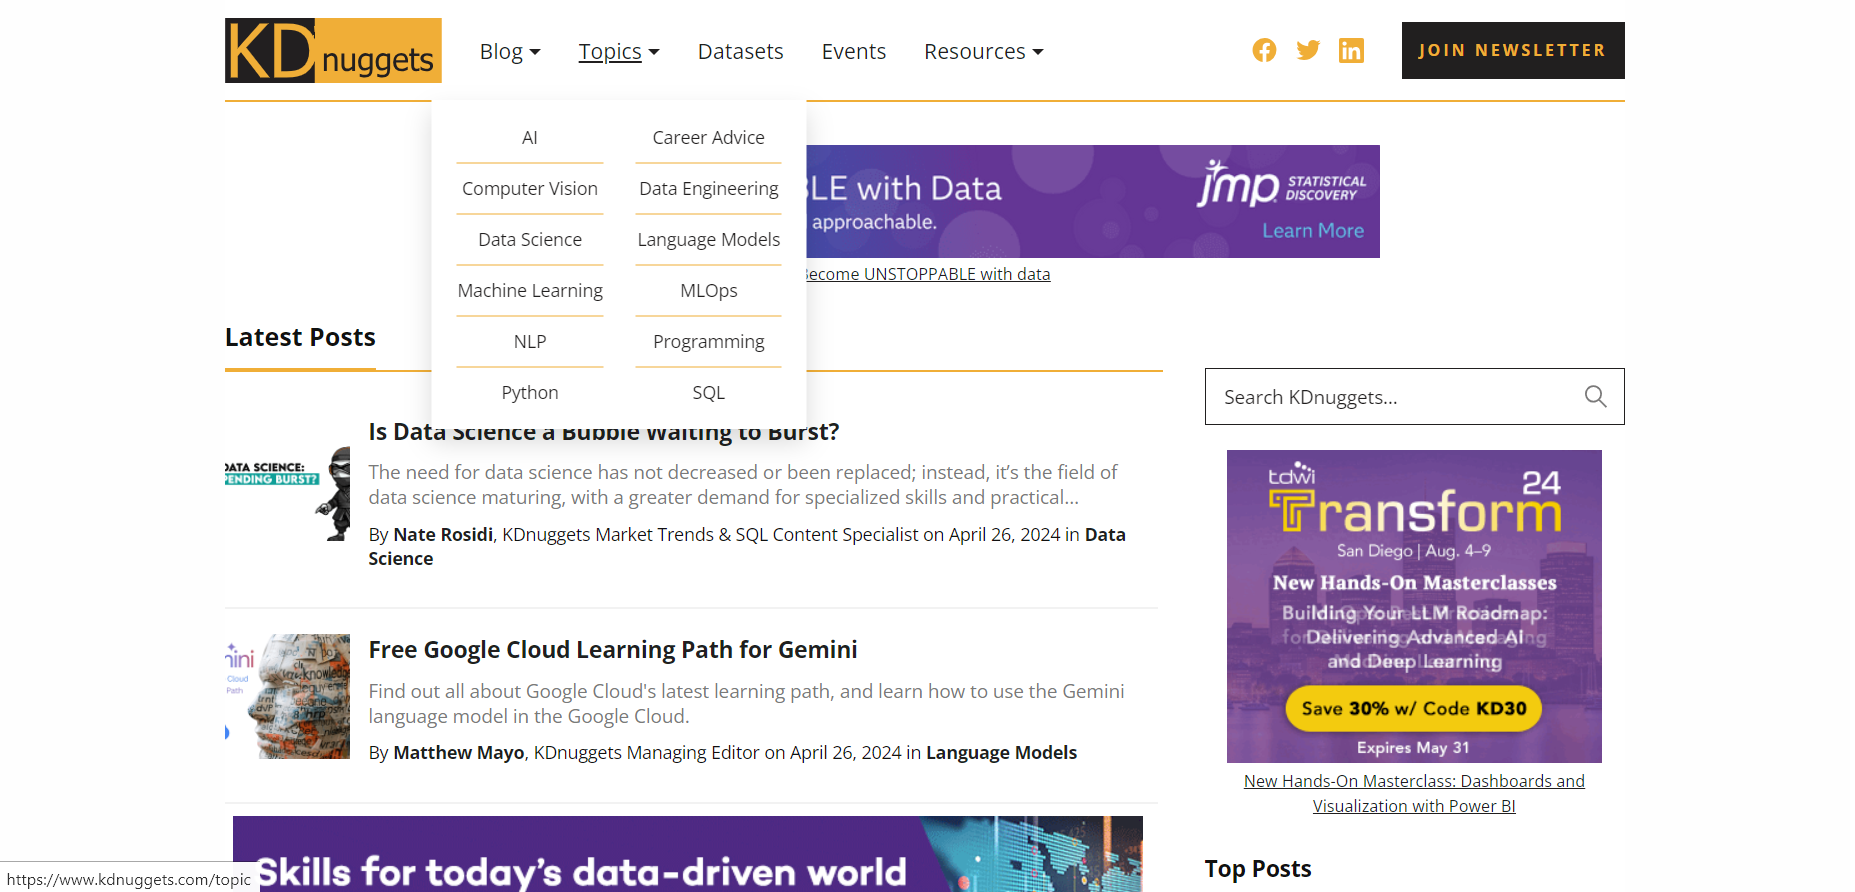 KDnuggets
Blog
Topics
Datasets
Events
Resources
JOIN NEWSLETTER
AI
Career Advice
Computer Vision
Data Engineering
Data Science
Language Models
Machine Learning
MLOps
NLP
Programming
Python
SQL
BLE with Data
approachable.
jmp STATISTICAL
DISCOVERY
Learn More
Become UNSTOPPABLE with data
Latest Posts
Is Data Science a Bubble Waiting to Burst?
DATA SCIENCE:
PENDING BURST?
The need for data science has not decreased or been replaced; instead, it’s the field of
data science maturing, with a greater demand for specialized skills and practical...
By Nate Rosidi, KDnuggets Market Trends & SQL Content Specialist on April 26, 2024 in Data
Science
Free Google Cloud Learning Path for Gemini
Find out all about Google Cloud's latest learning path, and learn how to use the Gemini
language model in the Google Cloud.
By Matthew Mayo, KDnuggets Managing Editor on April 26, 2024 in Language Models
mini
Cloud
Path
Skills for today’s data-driven world
Search KDnuggets...
tdwi
Transform 24
San Diego | Aug. 4–9
New Hands-On Masterclasses
Building Your LLM Roadmap:
Delivering Advanced AI
and Deep Learning
Save 30% w/ Code KD30
Expires May 31
New Hands-On Masterclass: Dashboards and
Visualization with Power BI
Top Posts
https://www.kdnuggets.com/topic